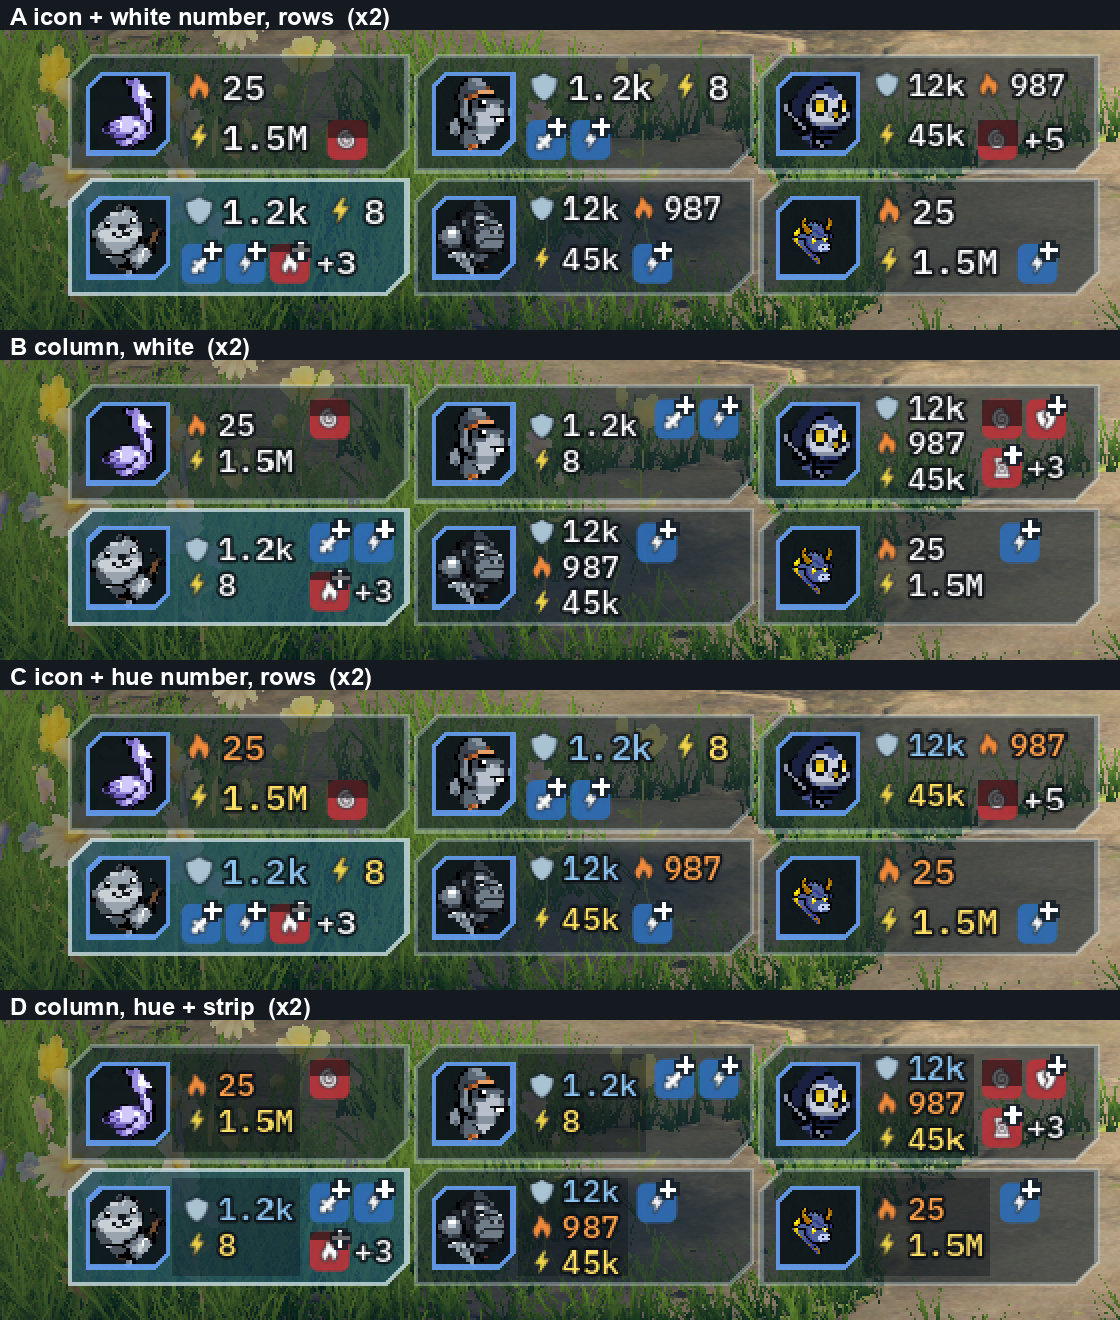 A icon + white number, rows (x2)
25
1.5M
1.2k 8
12k 987
45k +5
1.2k 8
+3
12k 987
45k
25
1.5M
B column, white (x2)
25
1.5M
1.2k
8
12k
987
45k +3
1.2k
8 +3
12k
987
45k
25
1.5M
C icon + hue number, rows (x2)
25
1.5M
1.2k 8
12k 987
45k +5
1.2k 8
+3
12k 987
45k
25
1.5M
D column, hue + strip (x2)
25
1.5M
1.2k
8
12k
987
45k +3
1.2k
8 +3
12k
987
45k
25
1.5M